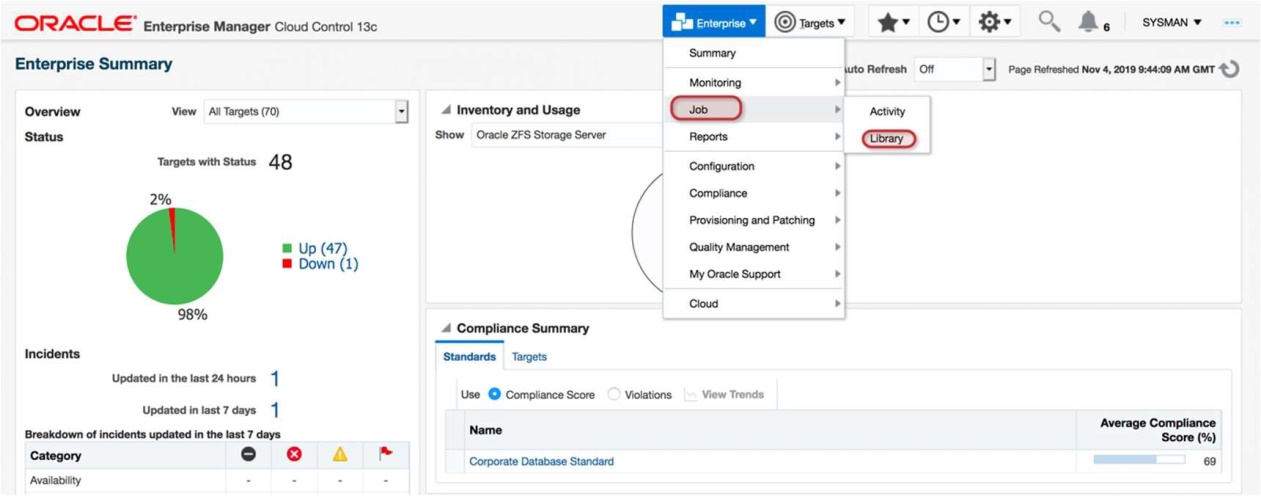 ORACLE Enterprise Manager Cloud Control 13c
Enterprise Targets 6 SYSMAN
Enterprise Summary
Auto Refresh Off Page Refreshed Nov 4, 2019 9:44:09 AM GMT
Summary
Monitoring
Job
Reports
Configuration
Compliance
Provisioning and Patching
Quality Management
My Oracle Support
Cloud
Activity
Library
Overview View All Targets (70)
Status
Targets with Status 48
2%
98%
Up (47)
Down (1)
Incidents
Updated in the last 24 hours 1
Updated in last 7 days 1
Breakdown of incidents updated in the last 7 days
Category
Availability - - - -
Inventory and Usage
Show Oracle ZFS Storage Server
Compliance Summary
Standards Targets
Use Compliance Score Violations View Trends
Name Average Compliance
Score (%)
Corporate Database Standard 69